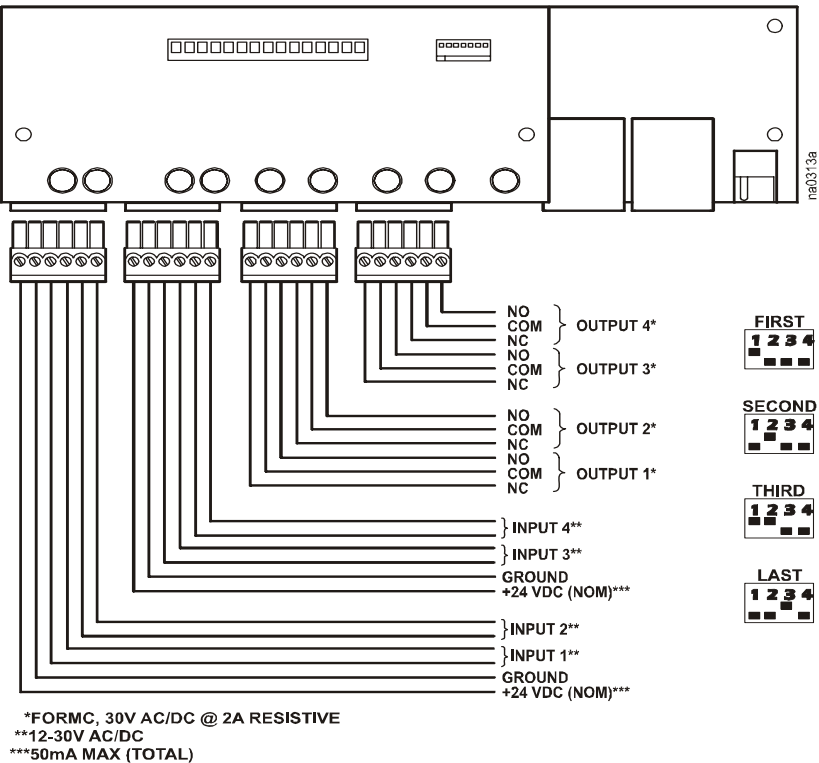 na0313a
NO
COM
NC
OUTPUT 4*
NO
COM
NC
OUTPUT 3*
NO
COM
NC
OUTPUT 2*
NO
COM
NC
OUTPUT 1*
INPUT 4**
INPUT 3**
GROUND
+24 VDC (NOM)***
INPUT 2**
INPUT 1**
GROUND
+24 VDC (NOM)***
FIRST
1 2 3 4
SECOND
1 2 3 4
THIRD
1 2 3 4
LAST
1 2 3 4
*FORMC, 30V AC/DC @ 2A RESISTIVE
**12-30V AC/DC
***50mA MAX (TOTAL)